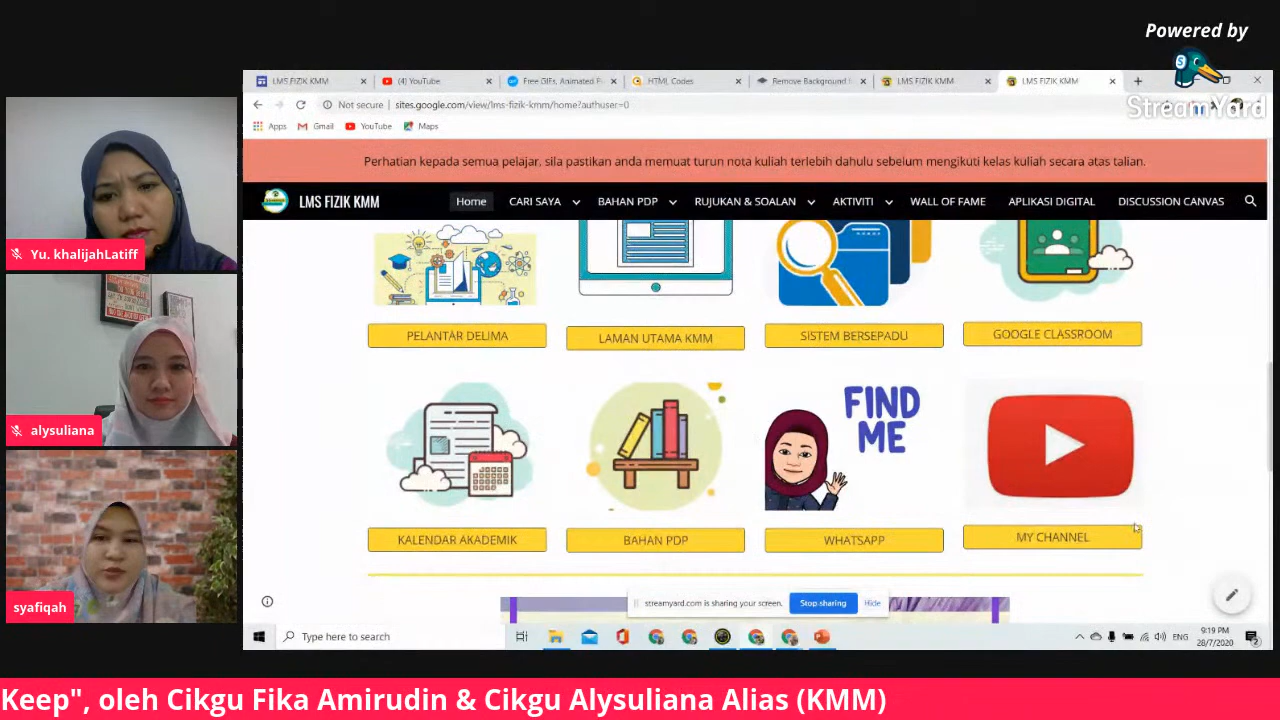 Powered by
StreamYard
LMS FIZIK KMM
(4) YouTube
Free GIFs, Animated
HTML Codes
Remove Background
LMS FIZIK KMM
LMS FIZIK KMM
Not secure
sites.google.com/view/lms-fizik-kmm/home?authuser=0
Apps
Gmail
YouTube
Maps
Perhatian kepada semua pelajar, sila pastikan anda memuat turun nota kuliah terlebih dahulu sebelum mengikuti kelas kuliah secara atas talian.
LMS FIZIK KMM
Home
CARI SAYA
BAHAN PDP
RUJUKAN & SOALAN
AKTIVITI
WALL OF FAME
APLIKASI DIGITAL
DISCUSSION CANVAS
PELANTAR DELIMA
LAMAN UTAMA KMM
SISTEM BERSEPADU
GOOGLE CLASSROOM
FIND
ME
KALENDAR AKADEMIK
BAHAN PDP
WHATSAPP
MY CHANNEL
streamyard.com is sharing your screen.
Stop sharing
Hide
Type here to search
ENG
9:19 PM
28/7/2020
Yu. khalijahLatiff
alysuliana
syafiqah
Keep", oleh Cikgu Fika Amirudin & Cikgu Alysuliana Alias (KMM)